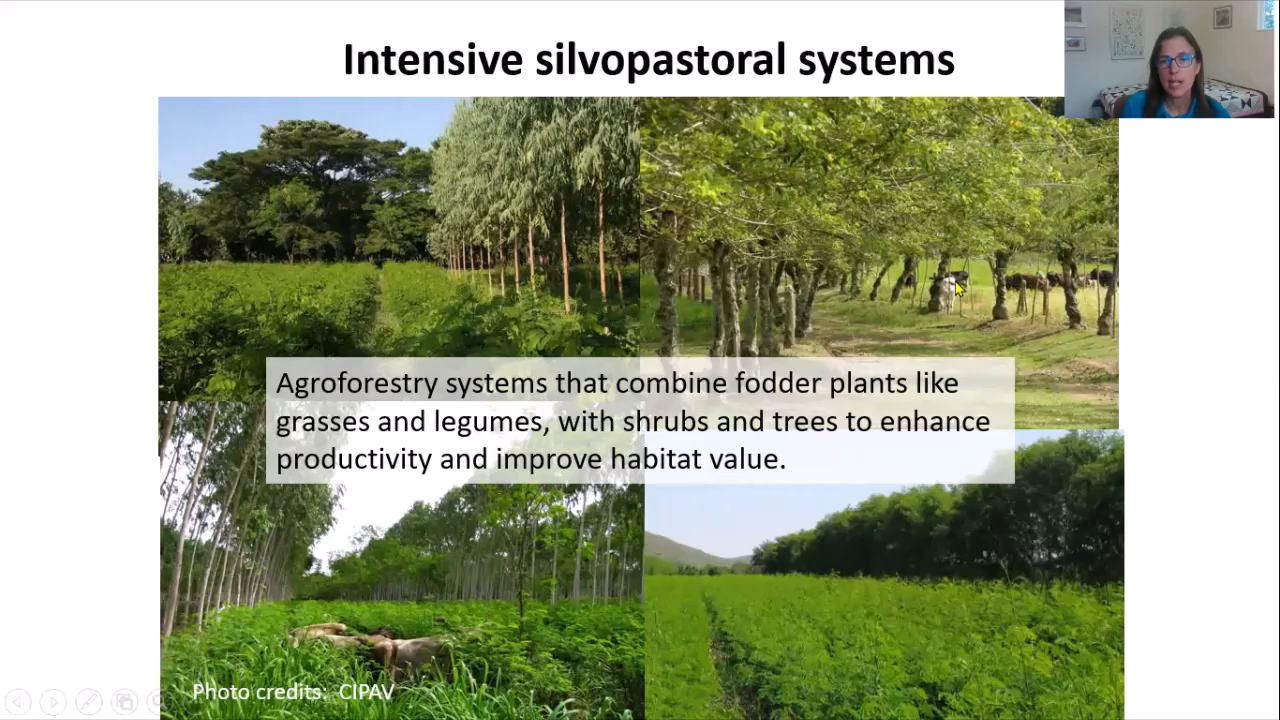 Intensive silvopastoral systems
Agroforestry systems that combine fodder plants like
grasses and legumes, with shrubs and trees to enhance
productivity and improve habitat value.
Photo credits:  CIPAV